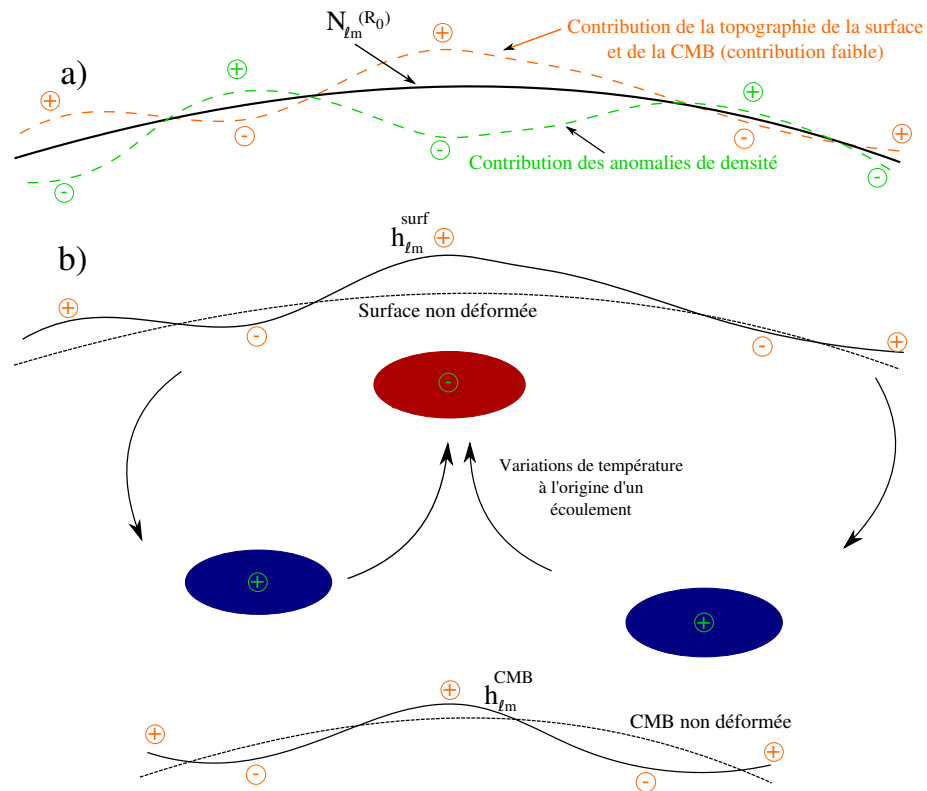 a)
N_ℓm(R₀)
Contribution de la topographie de la surface
et de la CMB (contribution faible)
Contribution des anomalies de densité
b)
h_ℓm^surf
Surface non déformée
Variations de température
à l'origine d'un
écoulement
h_ℓm^CMB
CMB non déformée